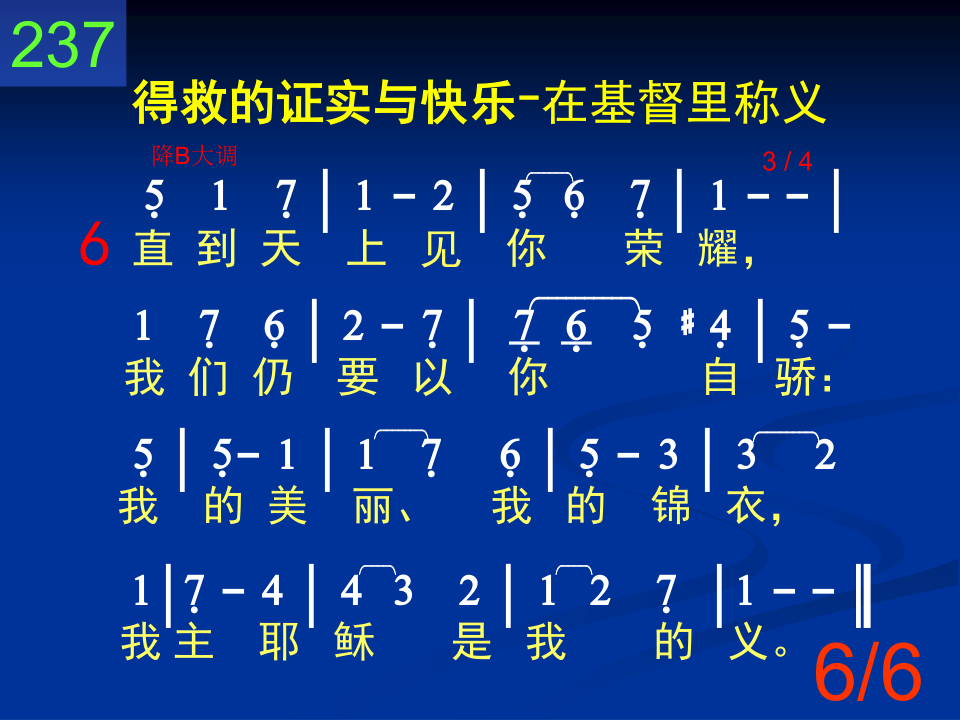 237
得救的证实与快乐-在基督里称义
降B大调 3 / 4
5̣ 1 7̣ | 1 - 2 | 5̣ 6̣ 7̣ | 1 - - |
6 直到天上见你荣耀，
1 7̣ 6̣ | 2 - 7̣ | 7̣ 6̣ 5̣ #4̣ | 5̣ -
我们仍要以你自骄：
5̣ | 5̣ - 1 | 1 7̣ 6̣ | 5̣ - 3 | 3 2
我的美丽、我的锦衣，
1 | 7̣ - 4 | 4 3 2 | 1 2 7̣ | 1 - - ‖
我主耶稣是我的义。
6/6